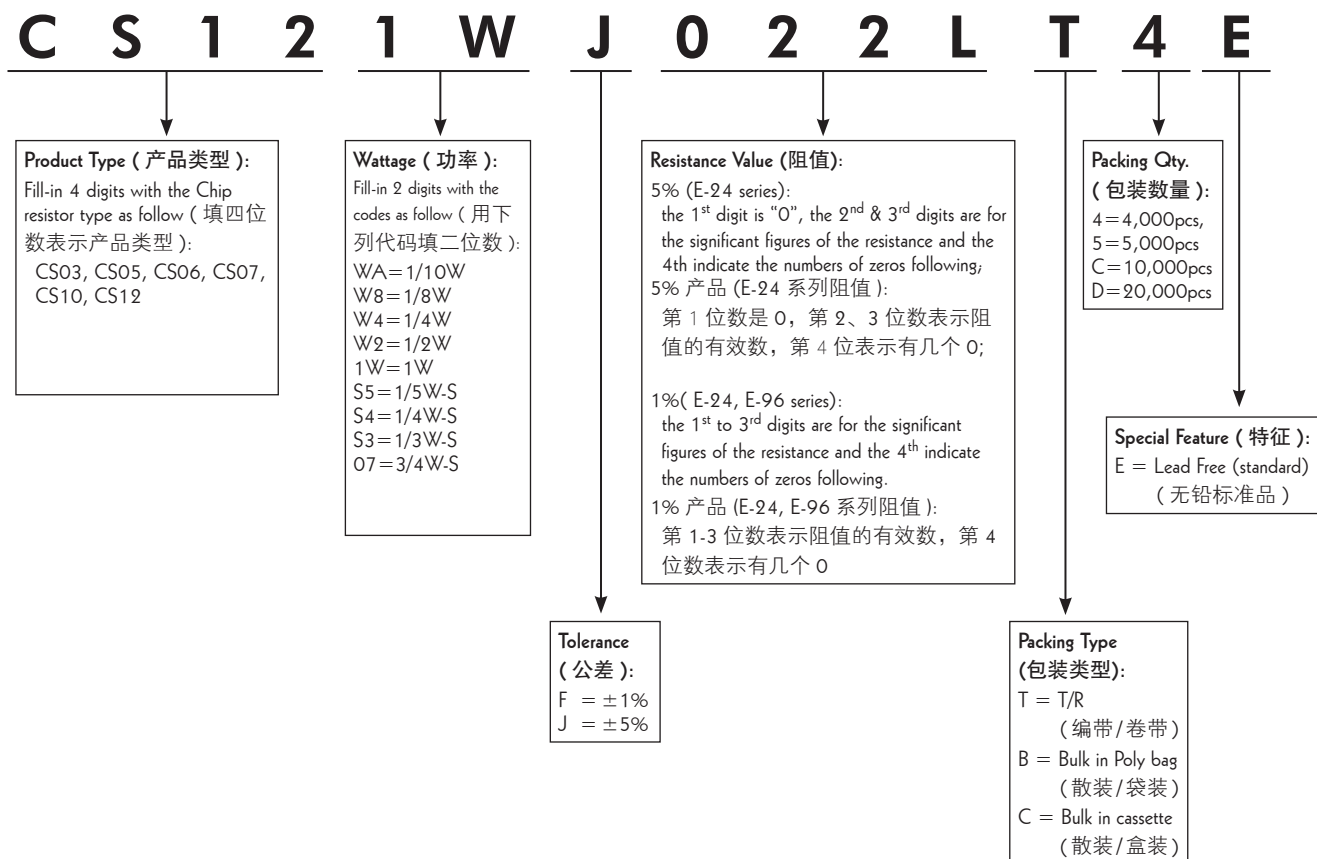 C S 1 2 1 W J 0 2 2 L T 4 E
Product Type ( 产品类型 ):
Fill-in 4 digits with the Chip
resistor type as follow ( 填四位
数表示产品类型 ):
CS03, CS05, CS06, CS07,
CS10, CS12
Wattage ( 功率 ):
Fill-in 2 digits with the
codes as follow ( 用下
列代码填二位数 ):
WA=1/10W
W8=1/8W
W4=1/4W
W2=1/2W
1W=1W
S5=1/5W-S
S4=1/4W-S
S3=1/3W-S
07=3/4W-S
Resistance Value (阻值):
5% (E-24 series):
the 1st digit is “0”, the 2nd & 3rd digits are for
the significant figures of the resistance and the
4th indicate the numbers of zeros following;
5% 产品 (E-24 系列阻值 ):
第 1 位数是 0，第 2、3 位数表示阻
值的有效数，第 4 位表示有几个 0;
1%( E-24, E-96 series):
the 1st to 3rd digits are for the significant
figures of the resistance and the 4th indicate
the numbers of zeros following.
1% 产品 (E-24, E-96 系列阻值 ):
第 1-3 位数表示阻值的有效数，第 4
位数表示有几个 0
Packing Qty.
( 包装数量 ):
4=4,000pcs,
5=5,000pcs
C=10,000pcs
D=20,000pcs
Special Feature ( 特征 ):
E = Lead Free (standard)
( 无铅标准品 )
Tolerance
( 公差 ):
F = ±1%
J = ±5%
Packing Type
(包装类型):
T = T/R
( 编带/卷带 )
B = Bulk in Poly bag
( 散装/袋装 )
C = Bulk in cassette
( 散装/盒装 )